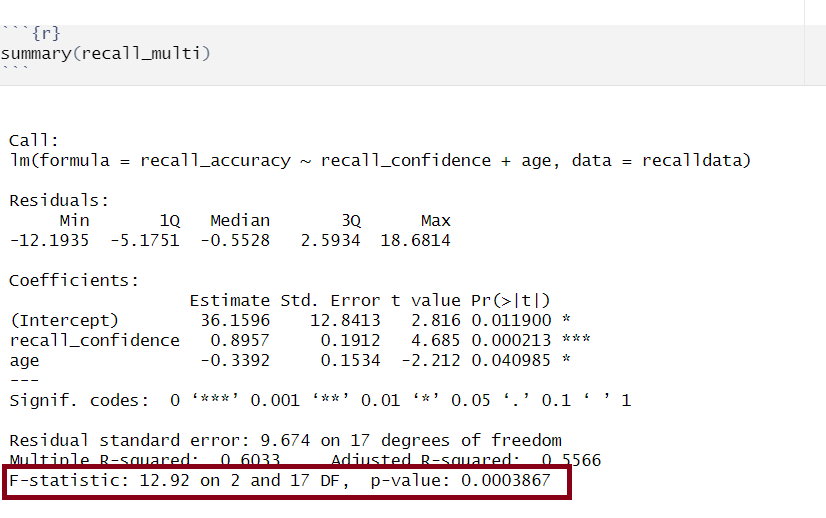 ```{r}
summary(recall_multi)
```
Call:
lm(formula = recall_accuracy ~ recall_confidence + age, data = recalldata)
Residuals:
Min 1Q Median 3Q Max
-12.1935 -5.1751 -0.5528 2.5934 18.6814
Coefficients:
Estimate Std. Error t value Pr(>|t|)
(Intercept) 36.1596 12.8413 2.816 0.011900 *
recall_confidence 0.8957 0.1912 4.685 0.000213 ***
age -0.3392 0.1534 -2.212 0.040985 *
---
Signif. codes: 0 ‘***’ 0.001 ‘**’ 0.01 ‘*’ 0.05 ‘.’ 0.1 ‘ ’ 1
Residual standard error: 9.674 on 17 degrees of freedom
Multiple R-squared: 0.6033, Adjusted R-squared: 0.5566
F-statistic: 12.92 on 2 and 17 DF, p-value: 0.0003867